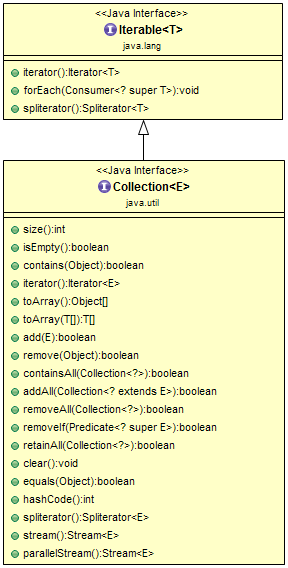 <<Java Interface>>
I Iterable<T>
java.lang
iterator():Iterator<T>
forEach(Consumer<? super T>):void
spliterator():Spliterator<T>
<<Java Interface>>
I Collection<E>
java.util
size():int
isEmpty():boolean
contains(Object):boolean
iterator():Iterator<E>
toArray():Object[]
toArray(T[]):T[]
add(E):boolean
remove(Object):boolean
containsAll(Collection<?>):boolean
addAll(Collection<? extends E>):boolean
removeAll(Collection<?>):boolean
removeIf(Predicate<? super E>):boolean
retainAll(Collection<?>):boolean
clear():void
equals(Object):boolean
hashCode():int
spliterator():Spliterator<E>
stream():Stream<E>
parallelStream():Stream<E>